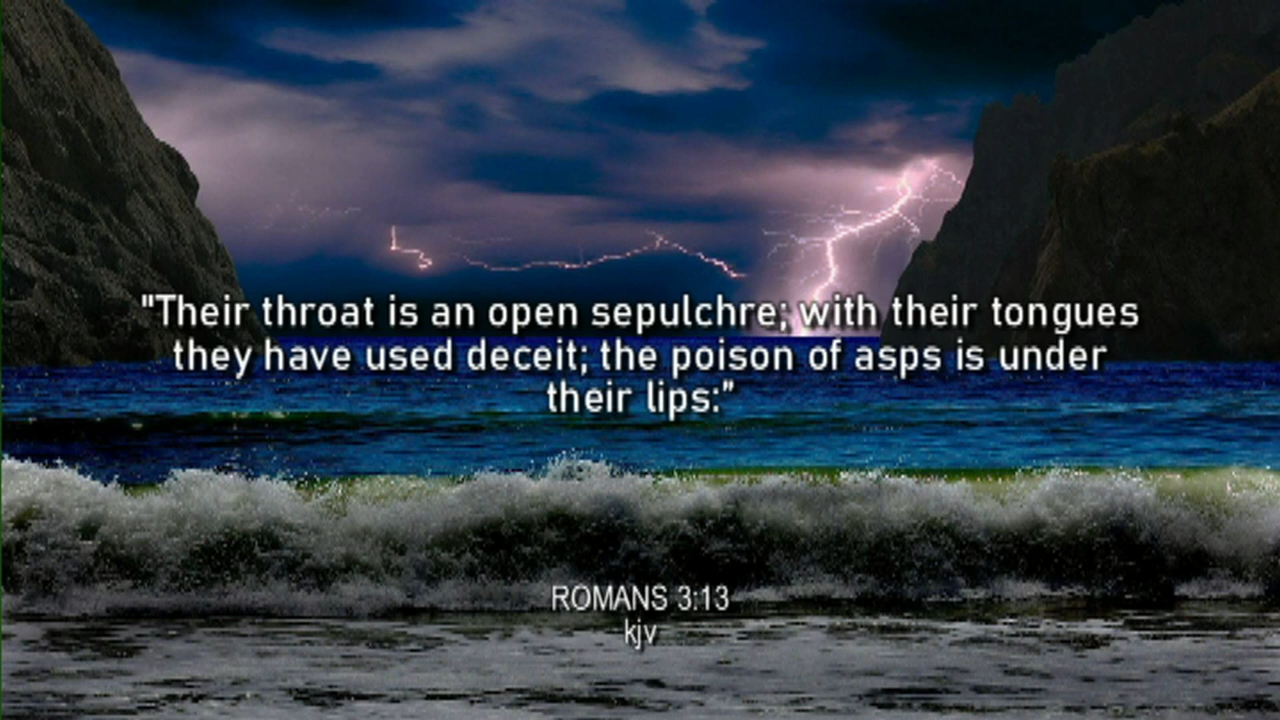 "Their throat is an open sepulchre; with their tongues
they have used deceit; the poison of asps is under
their lips:”
ROMANS 3:13
kjv